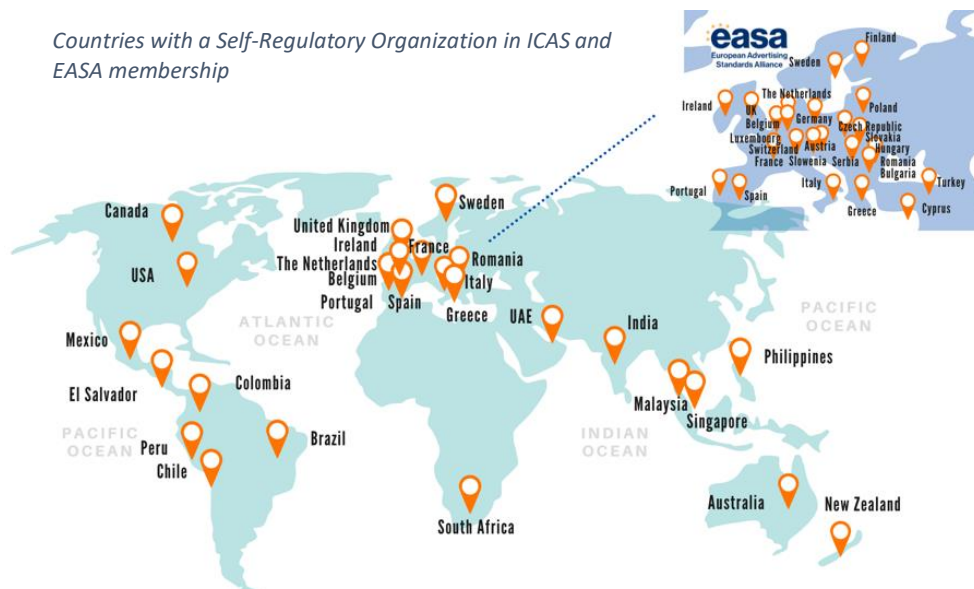 Countries with a Self-Regulatory Organization in ICAS and
EASA membership
easa
European Advertising
Standards Alliance
Finland
Sweden
The Netherlands
Ireland
UK
Poland
Belgium
Germany
Czech Republic
Luxembourg
Slovakia
Switzerland
Austria
Hungary
France
Slovenia
Serbia
Romania
Bulgaria
Portugal
Spain
Italy
Turkey
Greece
Cyprus
Canada
Sweden
United Kingdom
Ireland
France
USA
The Netherlands
Romania
Belgium
Italy
Portugal
Spain
Greece
UAE
India
ATLANTIC
OCEAN
PACIFIC
OCEAN
Mexico
Philippines
El Salvador
Colombia
Malaysia
Singapore
PACIFIC
OCEAN
INDIAN
OCEAN
Peru
Brazil
Chile
Australia
New Zealand
South Africa